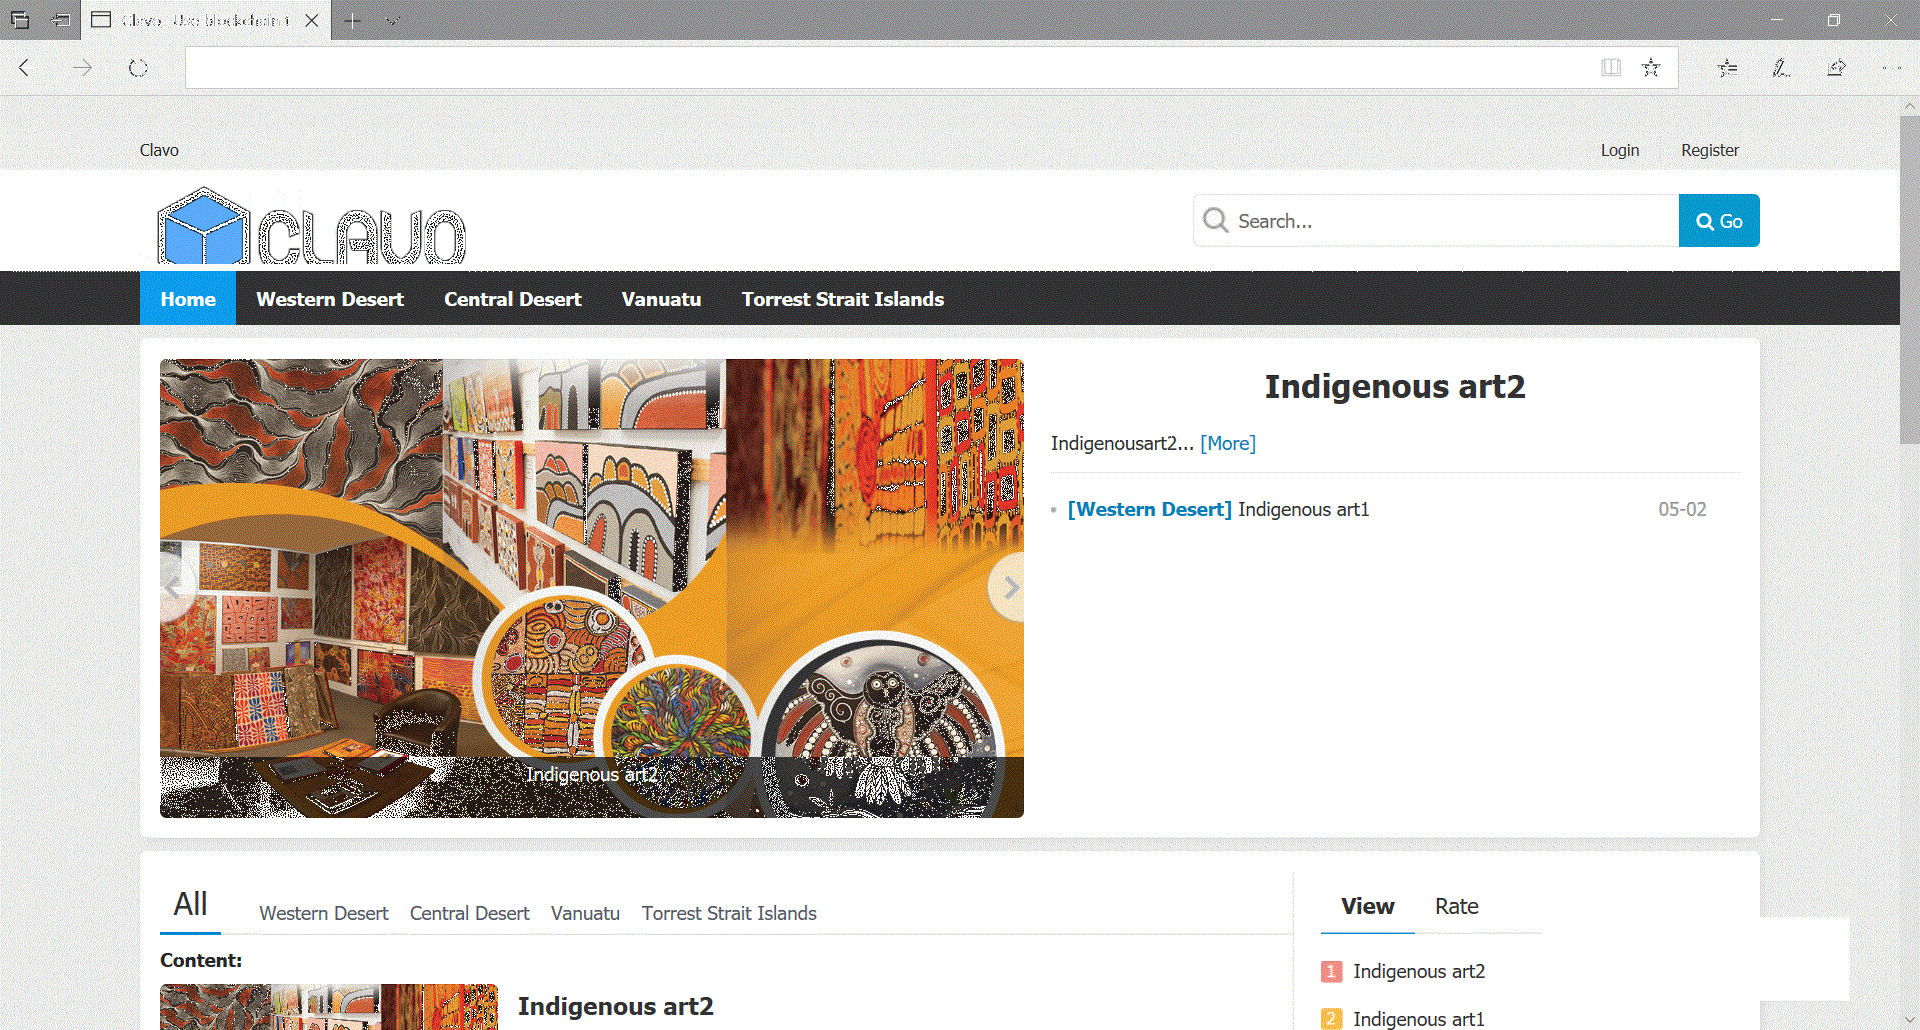 Clavo - Use blockchain t
Clavo
Login
Register
CLAVO
Search...
Go
Home
Western Desert
Central Desert
Vanuatu
Torrest Strait Islands
Indigenous art2
Indigenousart2... [More]
[Western Desert] Indigenous art1
05-02
Indigenous art2
All
Western Desert
Central Desert
Vanuatu
Torrest Strait Islands
Content:
Indigenous art2
View
Rate
1 Indigenous art2
2 Indigenous art1